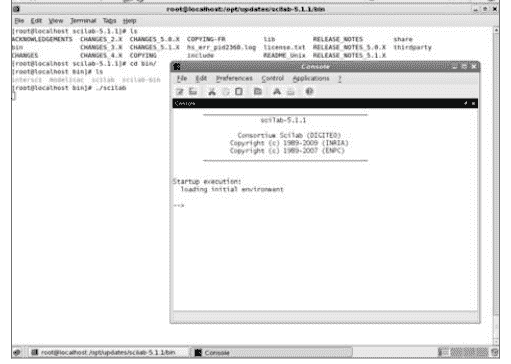 root@localhost:/opt/updates/scilab-5.1.1/bin
File Edit View Terminal Tabs Help
[root@localhost scilab-5.1.1]# ls
ACKNOWLEDGEMENTS CHANGES_2.X CHANGES_5.0.X COPYING-FR lib RELEASE_NOTES share
bin CHANGES_3.X CHANGES_5.1.X hs_err_pid2360.log license.txt RELEASE_NOTES_5.0.X thirdparty
CHANGES CHANGES_4.X COPYING include README_Unix RELEASE_NOTES_5.1.X
[root@localhost scilab-5.1.1]# cd bin/
[root@localhost bin]# ls
scilab scilab-bin
[root@localhost bin]# ./scilab
Console
File Edit Preferences Control Applications ?
Console
scilab-5.1.1
Consortium Scilab (DIGITEO)
Copyright (c) 1989-2009 (INRIA)
Copyright (c) 1989-2007 (ENPC)
Startup execution:
loading initial environment
-->
root@localhost:/opt/updates/scilab-5.1.1/bin
Console